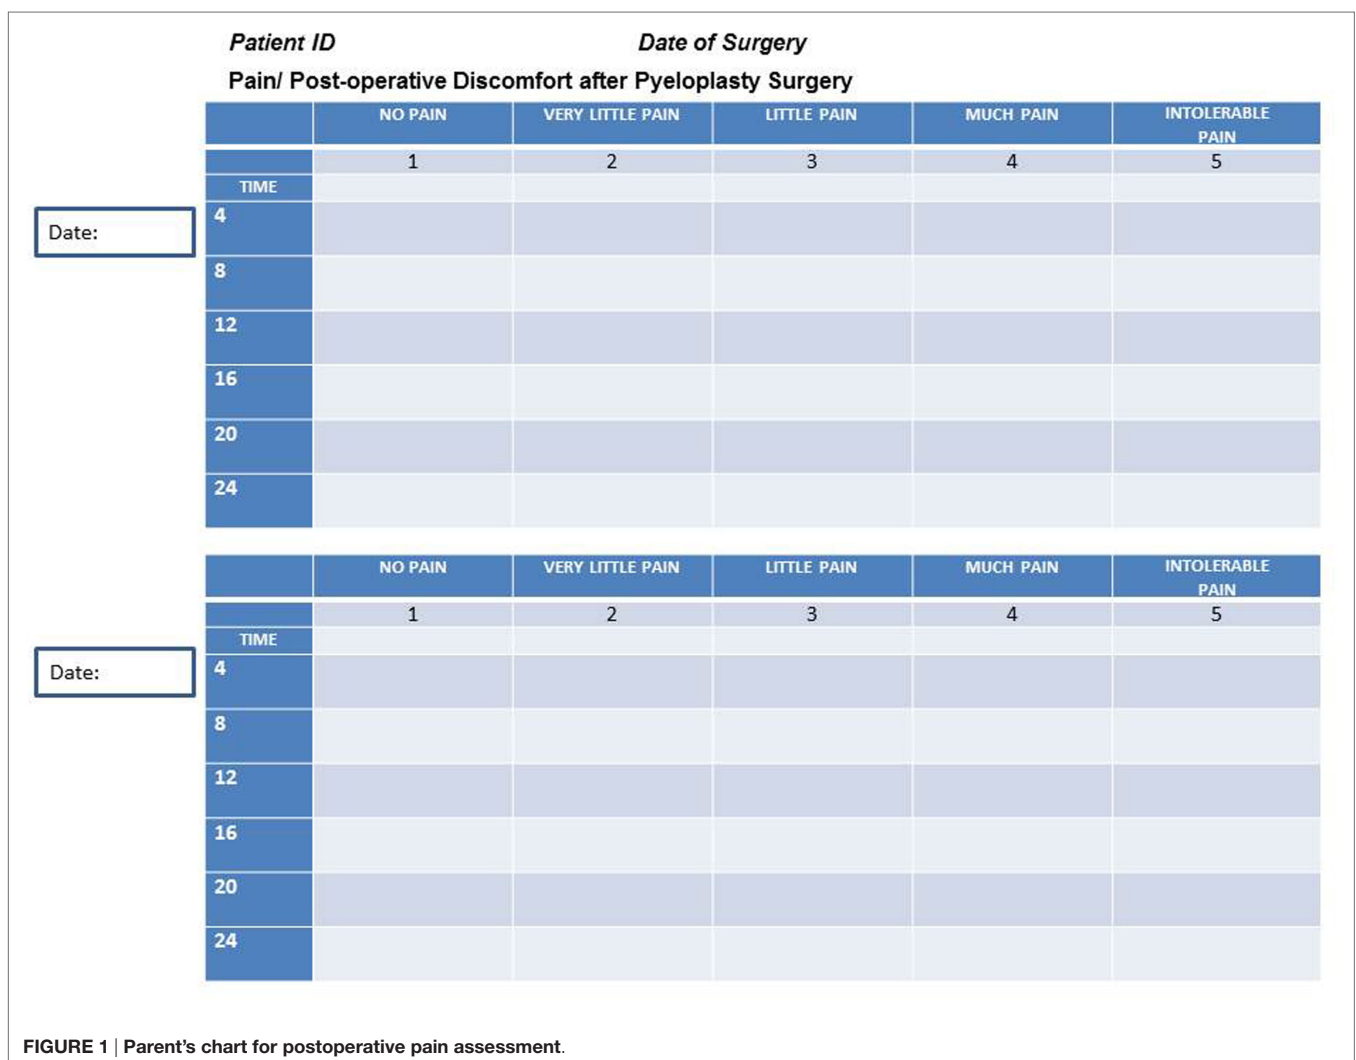 Patient ID Date of Surgery
Pain/ Post-operative Discomfort after Pyeloplasty Surgery
NO PAIN VERY LITTLE PAIN LITTLE PAIN MUCH PAIN INTOLERABLE
PAIN
1 2 3 4 5
TIME
Date:
4
8
12
16
20
24
NO PAIN VERY LITTLE PAIN LITTLE PAIN MUCH PAIN INTOLERABLE
PAIN
1 2 3 4 5
TIME
Date:
4
8
12
16
20
24
FIGURE 1 | Parent’s chart for postoperative pain assessment.